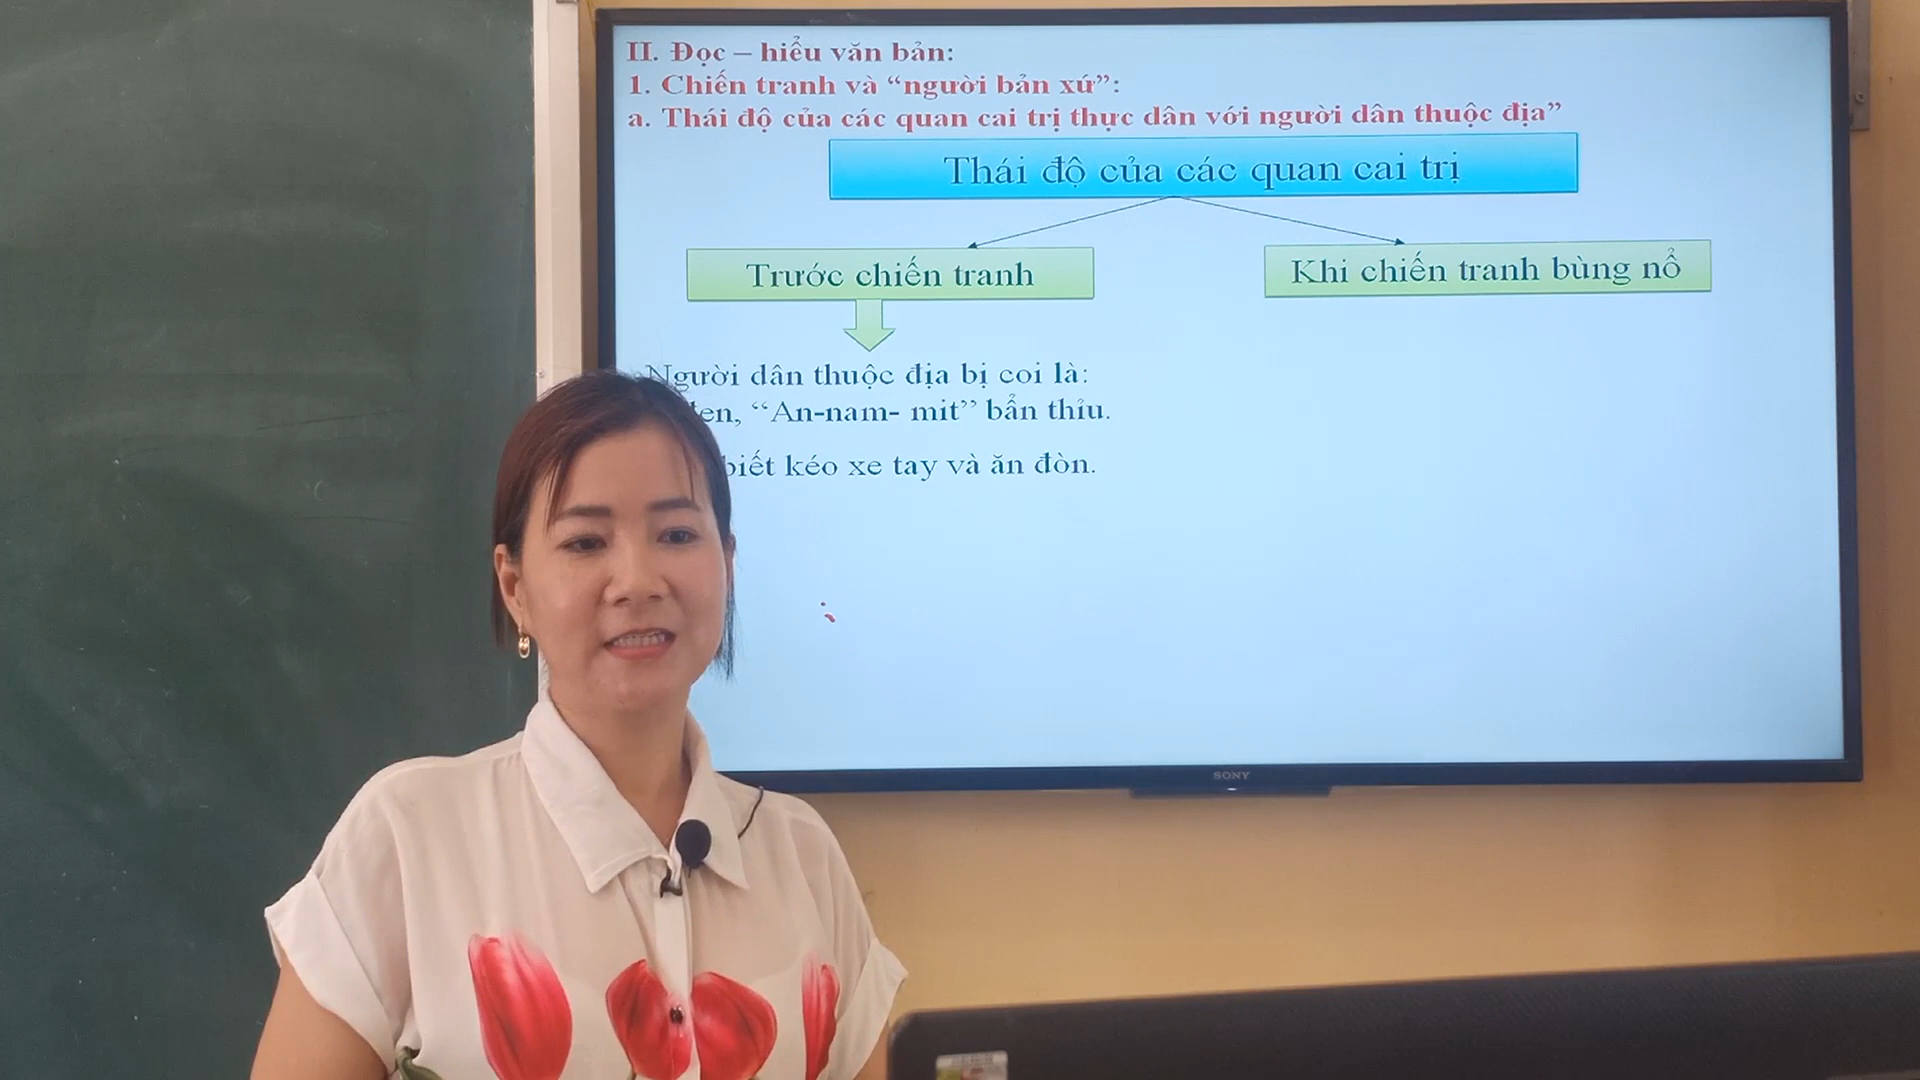 II. Đọc – hiểu văn bản:
1. Chiến tranh và “người bản xứ”:
a. Thái độ của các quan cai trị thực dân với người dân thuộc địa”
Thái độ của các quan cai trị
Trước chiến tranh
Khi chiến tranh bùng nổ
Người dân thuộc địa bị coi là:
“An-nam- mit” bẩn thỉu.
biết kéo xe tay và ăn đòn.
SONY